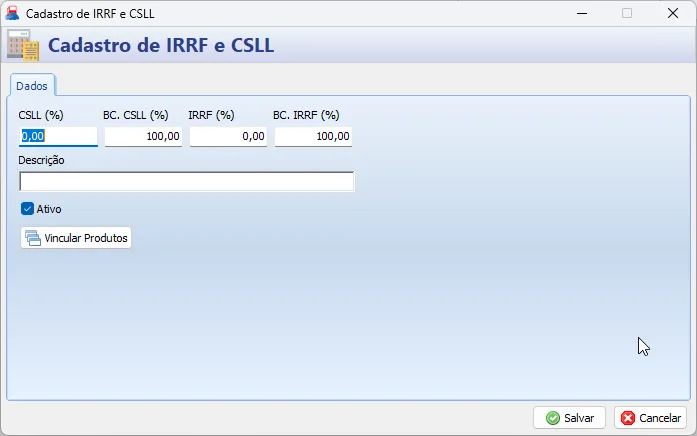 Cadastro de IRRF e CSLL
Cadastro de IRRF e CSLL
Dados
CSLL (%) BC. CSLL (%) IRRF (%) BC. IRRF (%)
0,00 100,00 0,00 100,00
Descrição
Ativo
Vincular Produtos
Salvar Cancelar